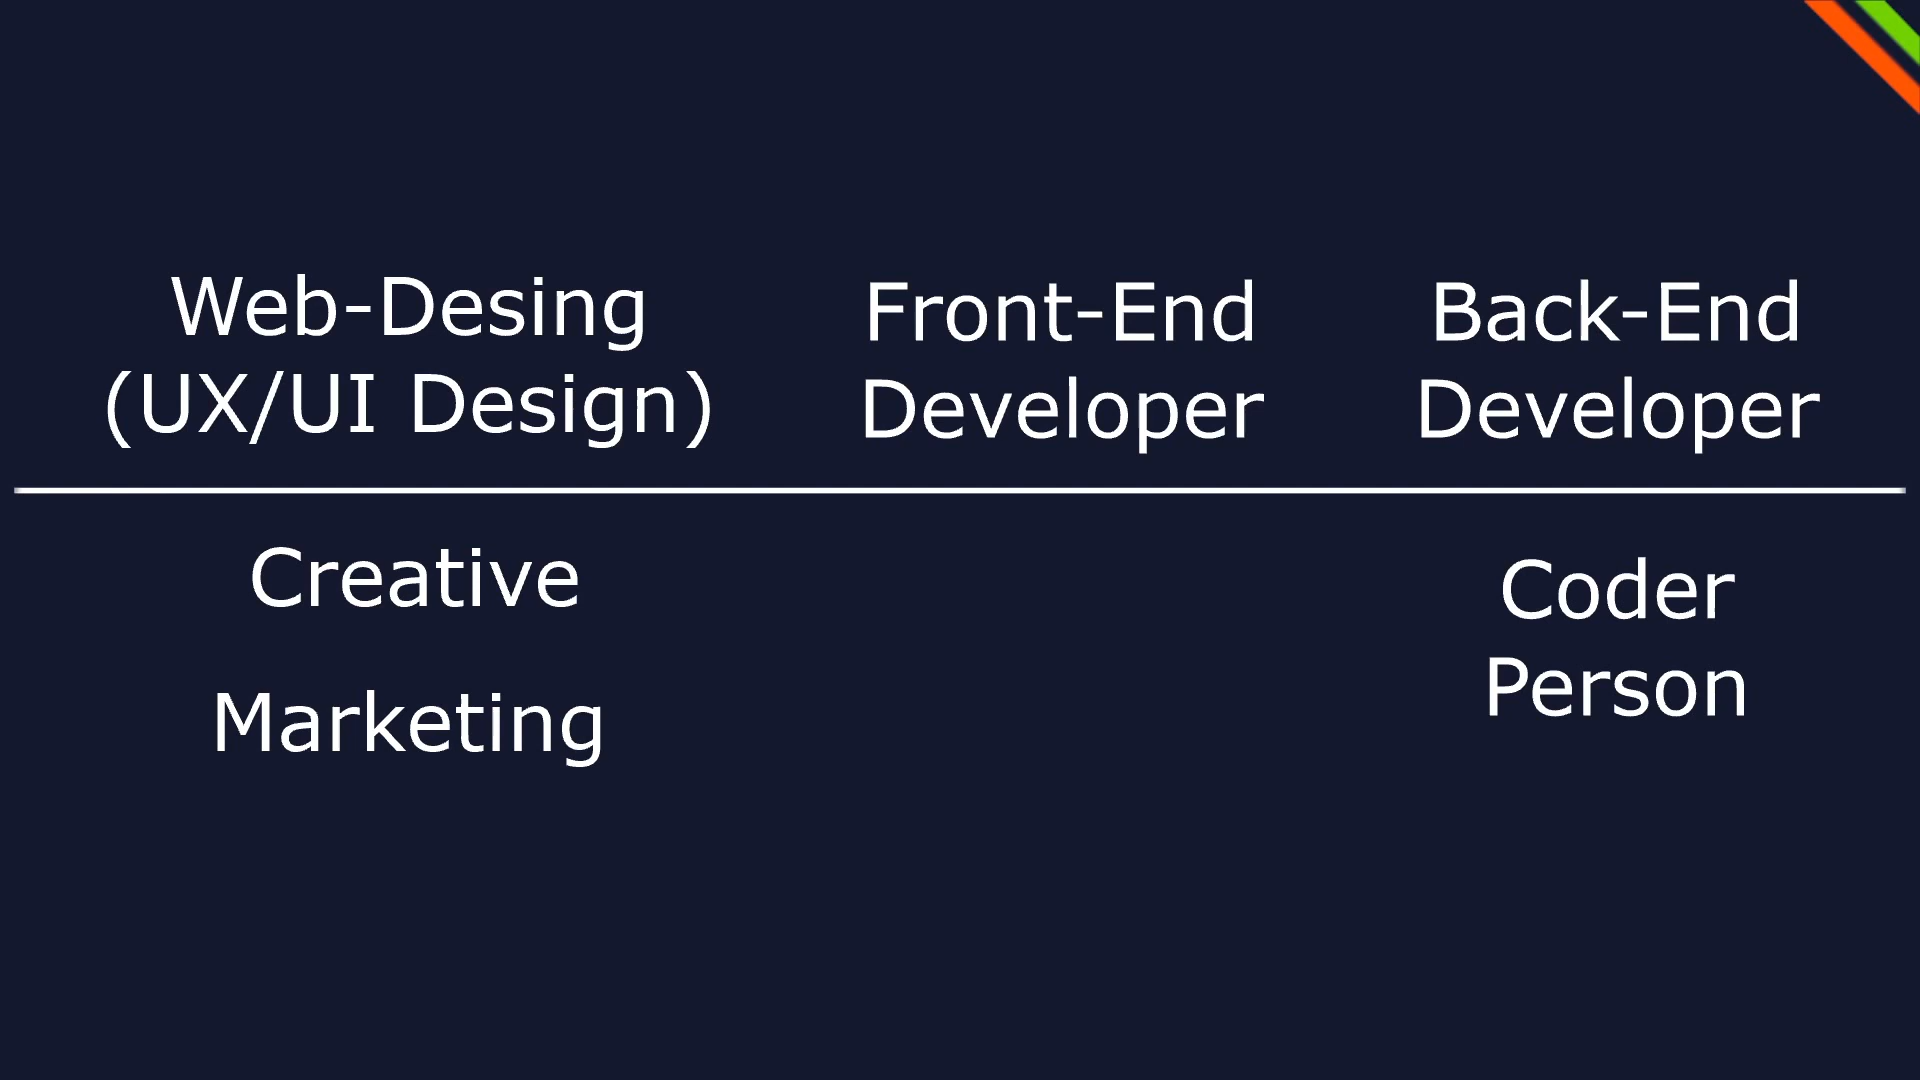 Web-Desing
(UX/UI Design)
Front-End
Developer
Back-End
Developer
Creative
Marketing
Coder
Person